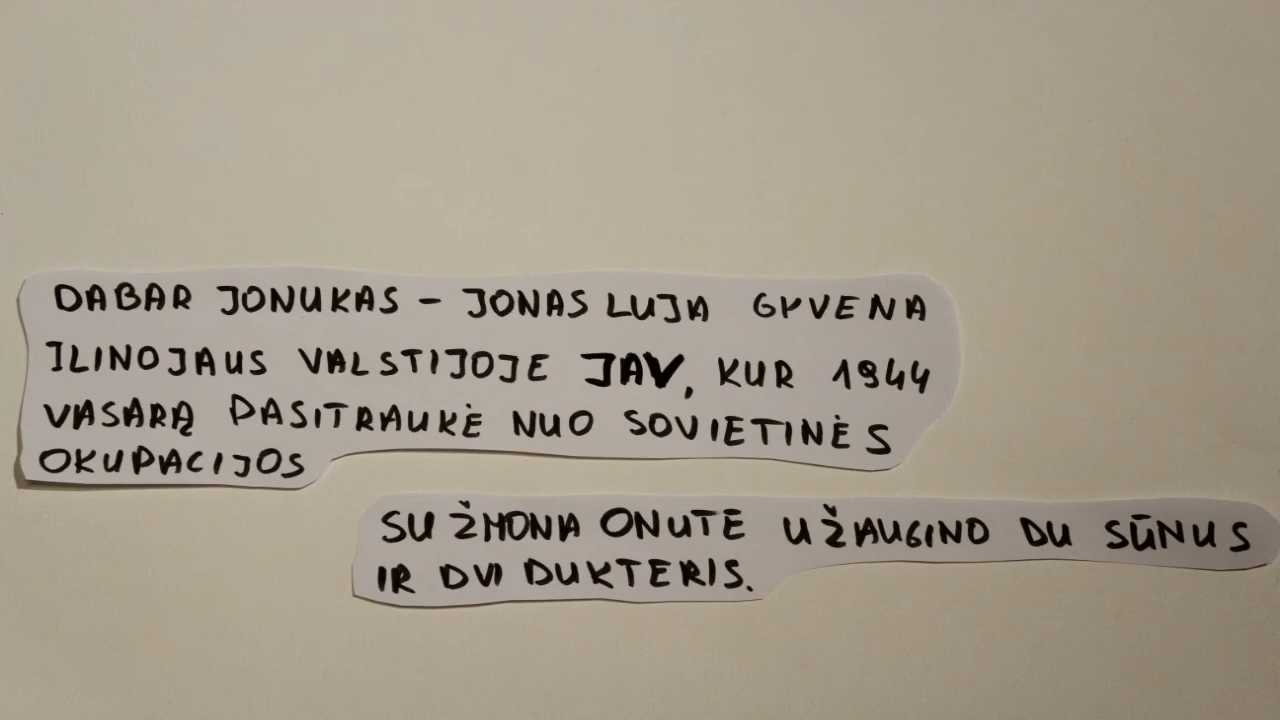 DABAR JONUKAS – JONAS LUJA GYVENA
ILINOJAUS VALSTIJOJE JAV, KUR 1944
VASARĄ PASITRAUKĖ NUO SOVIETINĖS
OKUPACIJOS
SU ŽMONA ONUTE UŽAUGINO DU SŪNUS
IR DVI DUKTERIS.